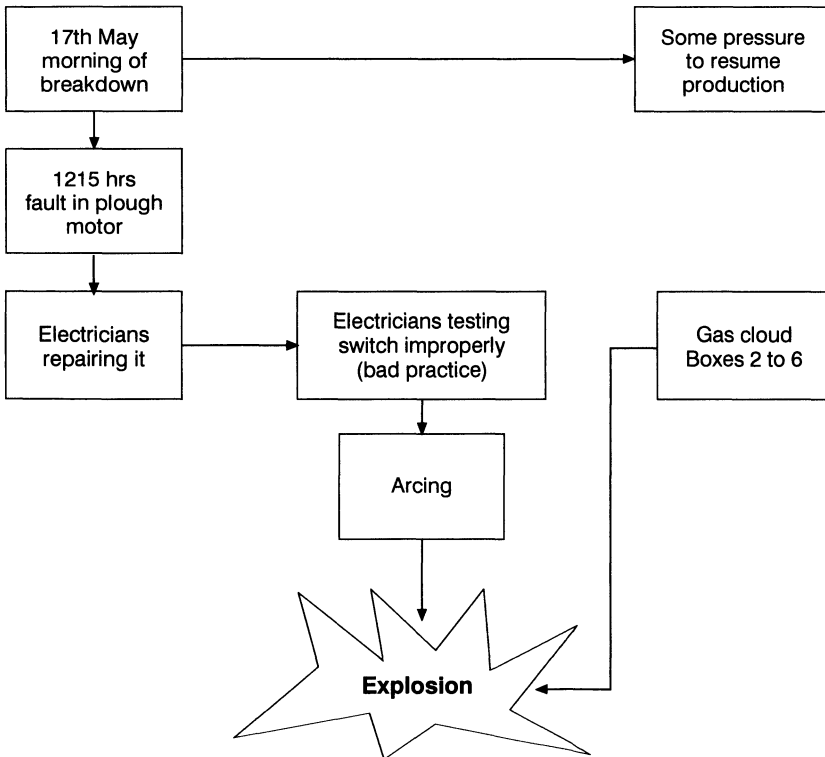 17th May
morning of
breakdown
Some pressure
to resume
production
1215 hrs
fault in plough
motor
Electricians
repairing it
Electricians testing
switch improperly
(bad practice)
Gas cloud
Boxes 2 to 6
Arcing
Explosion